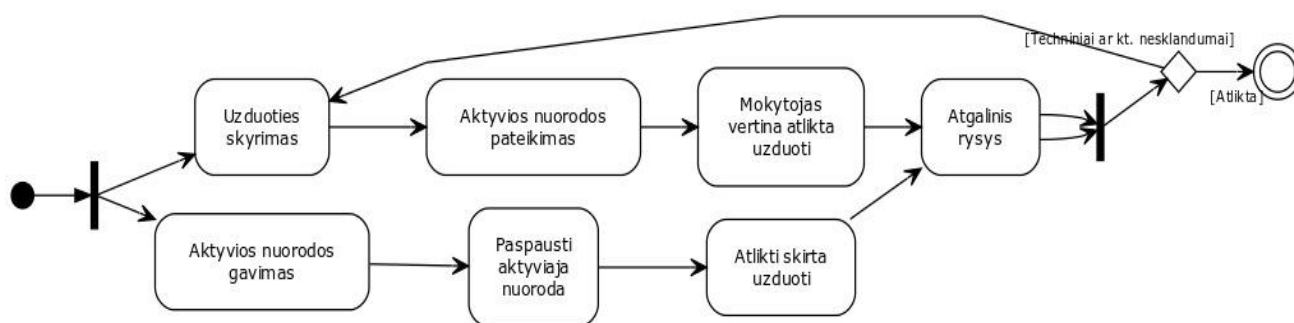 [Techniniai ar kt. nesklandumai]
[Atlikta]
Uzduoties
skyrimas
Aktyvios nuorodos
pateikimas
Mokytojas
vertina atlikta
uzduoti
Atgalinis
rysys
Aktyvios nuorodos
gavimas
Paspausti
aktyviaja
nuoroda
Atlikti skirta
uzduoti